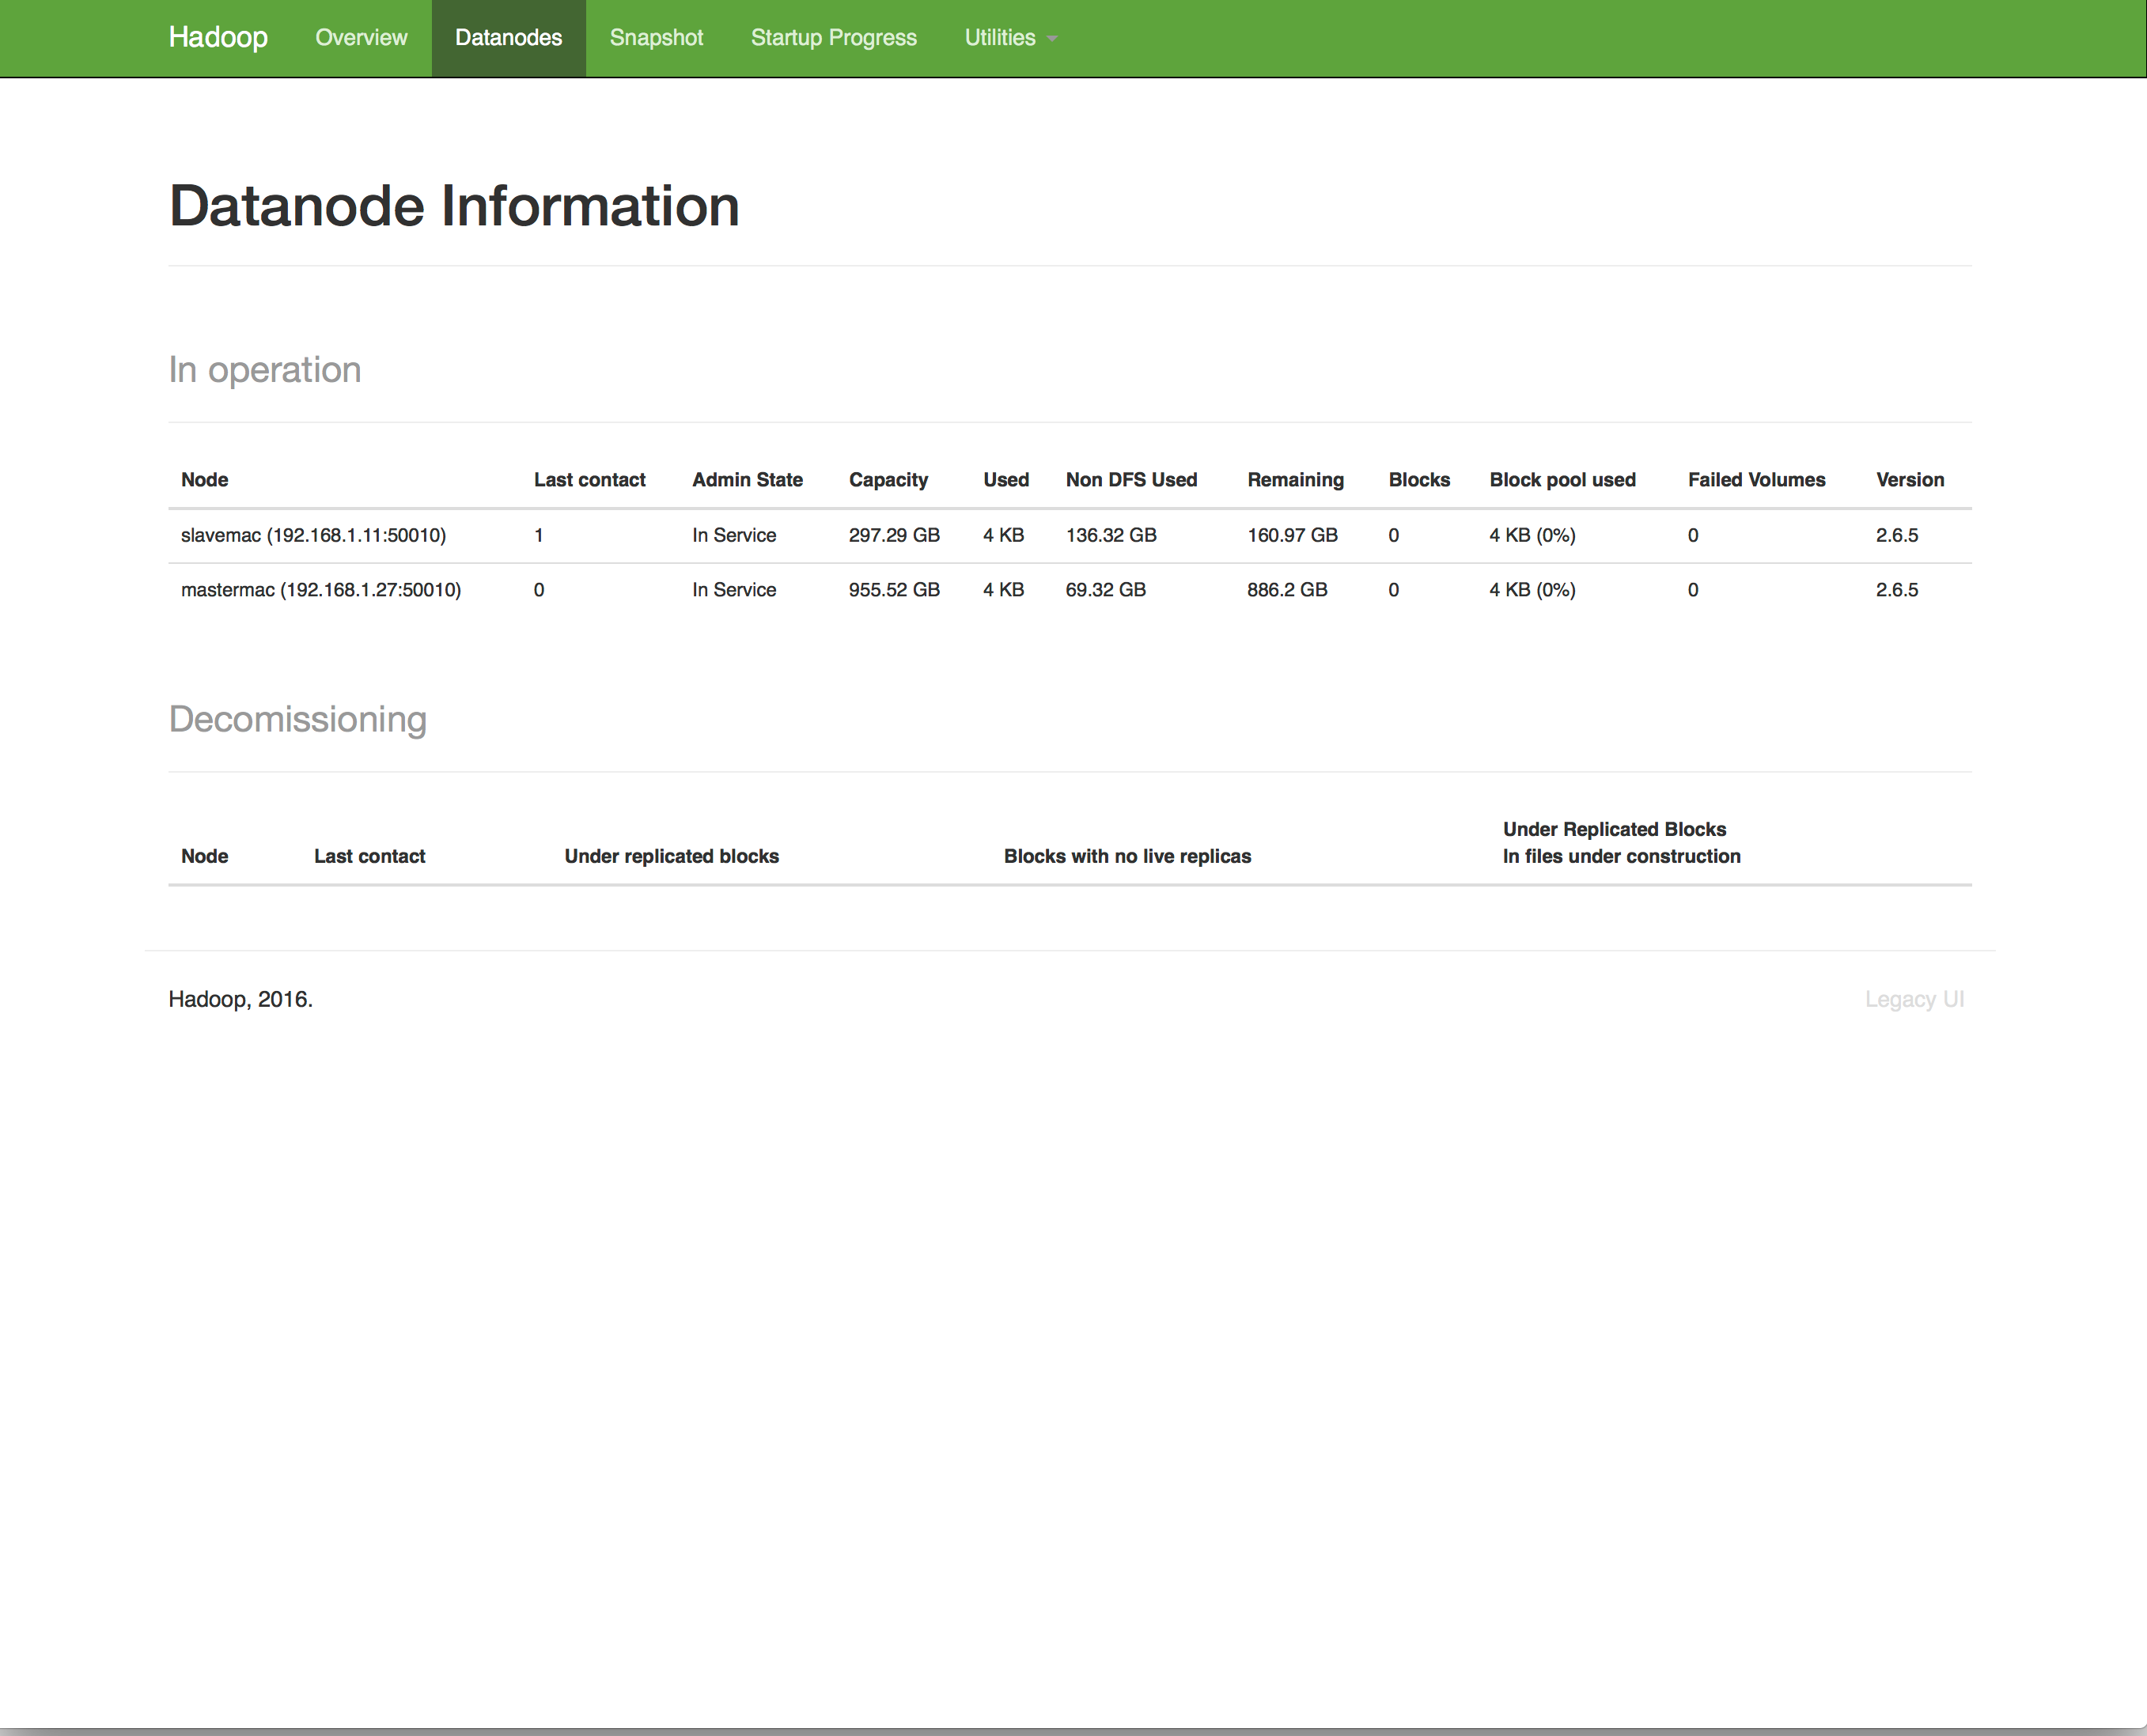 Hadoop Overview Datanodes Snapshot Startup Progress Utilities
Datanode Information
In operation
Node Last contact Admin State Capacity Used Non DFS Used Remaining Blocks Block pool used Failed Volumes Version
slavemac (192.168.1.11:50010) 1 In Service 297.29 GB 4 KB 136.32 GB 160.97 GB 0 4 KB (0%) 0 2.6.5
mastermac (192.168.1.27:50010) 0 In Service 955.52 GB 4 KB 69.32 GB 886.2 GB 0 4 KB (0%) 0 2.6.5
Decomissioning
Under Replicated Blocks
Node Last contact Under replicated blocks Blocks with no live replicas In files under construction
Hadoop, 2016. Legacy UI